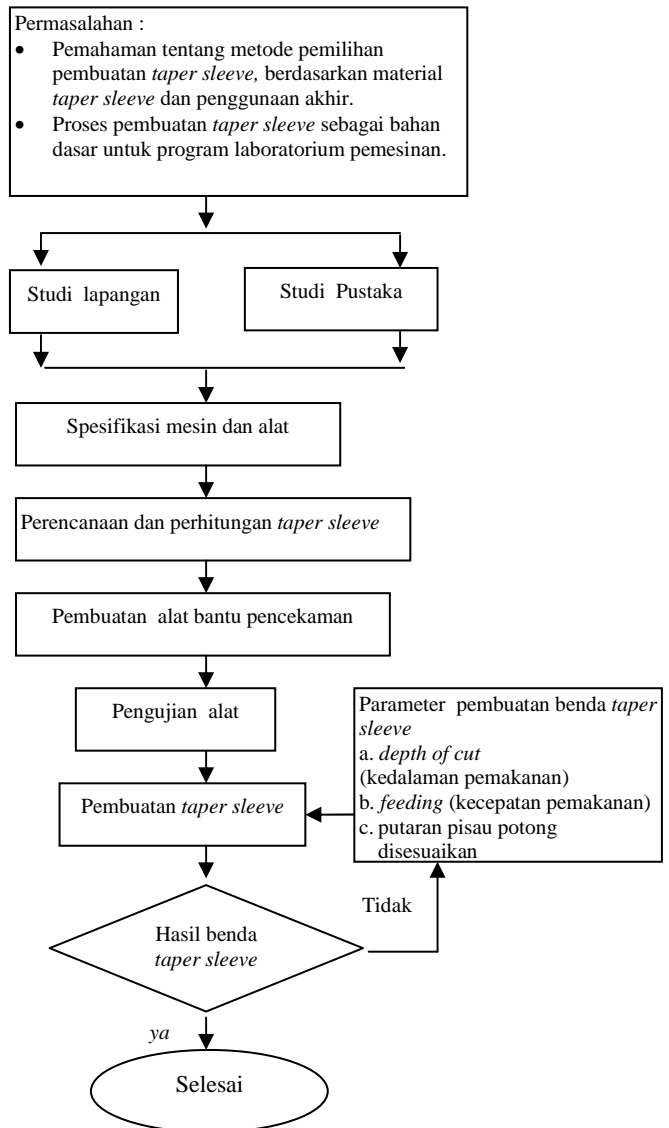 Permasalahan :
• Pemahaman tentang metode pemilihan
pembuatan taper sleeve, berdasarkan material
taper sleeve dan penggunaan akhir.
• Proses pembuatan taper sleeve sebagai bahan
dasar untuk program laboratorium pemesinan.
Studi lapangan
Studi Pustaka
Spesifikasi mesin dan alat
Perencanaan dan perhitungan taper sleeve
Pembuatan alat bantu pencekaman
Pengujian alat
Parameter pembuatan benda taper
sleeve
a. depth of cut
(kedalaman pemakanan)
b. feeding (kecepatan pemakanan)
c. putaran pisau potong
disesuaikan
Pembuatan taper sleeve
Tidak
Hasil benda
taper sleeve
ya
Selesai